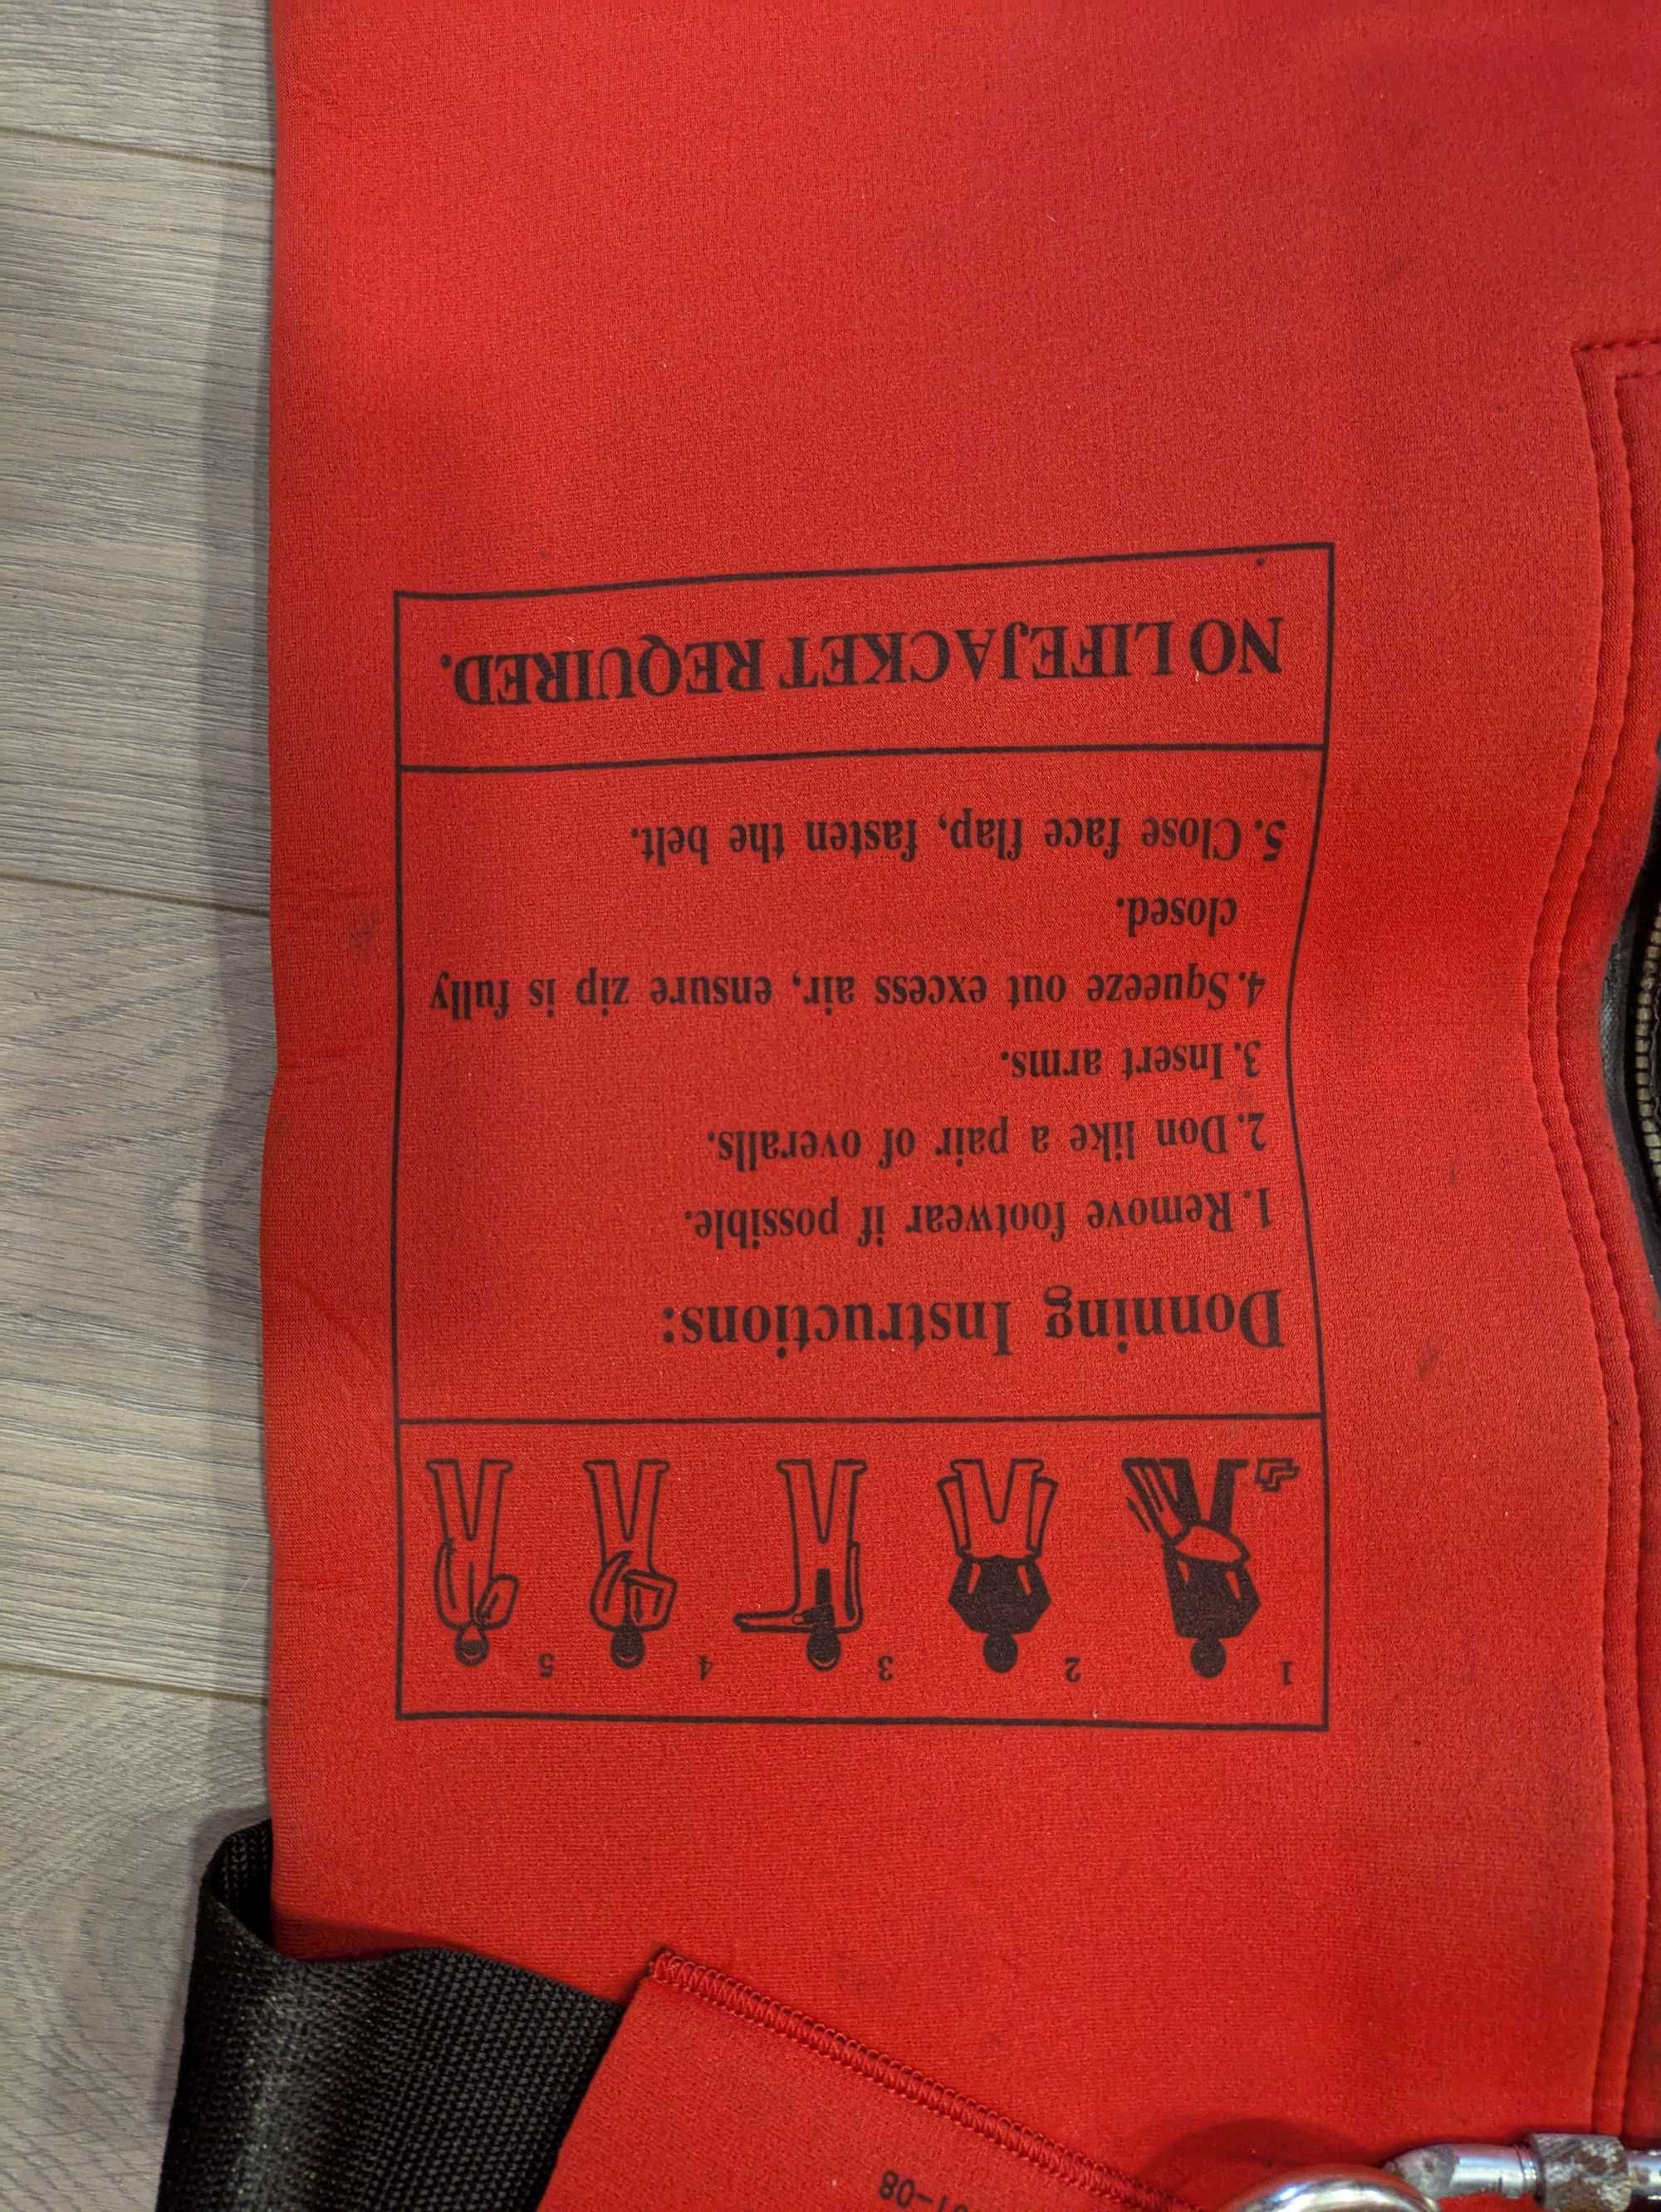 1
2
3
4
5
Donning Instructions:
1. Remove footwear if possible.
2. Don like a pair of overalls.
3. Insert arms.
4. Squeeze out excess air, ensure zip is fully
closed.
5. Close face flap, fasten the belt.
NO LIFEJACKET REQUIRED.